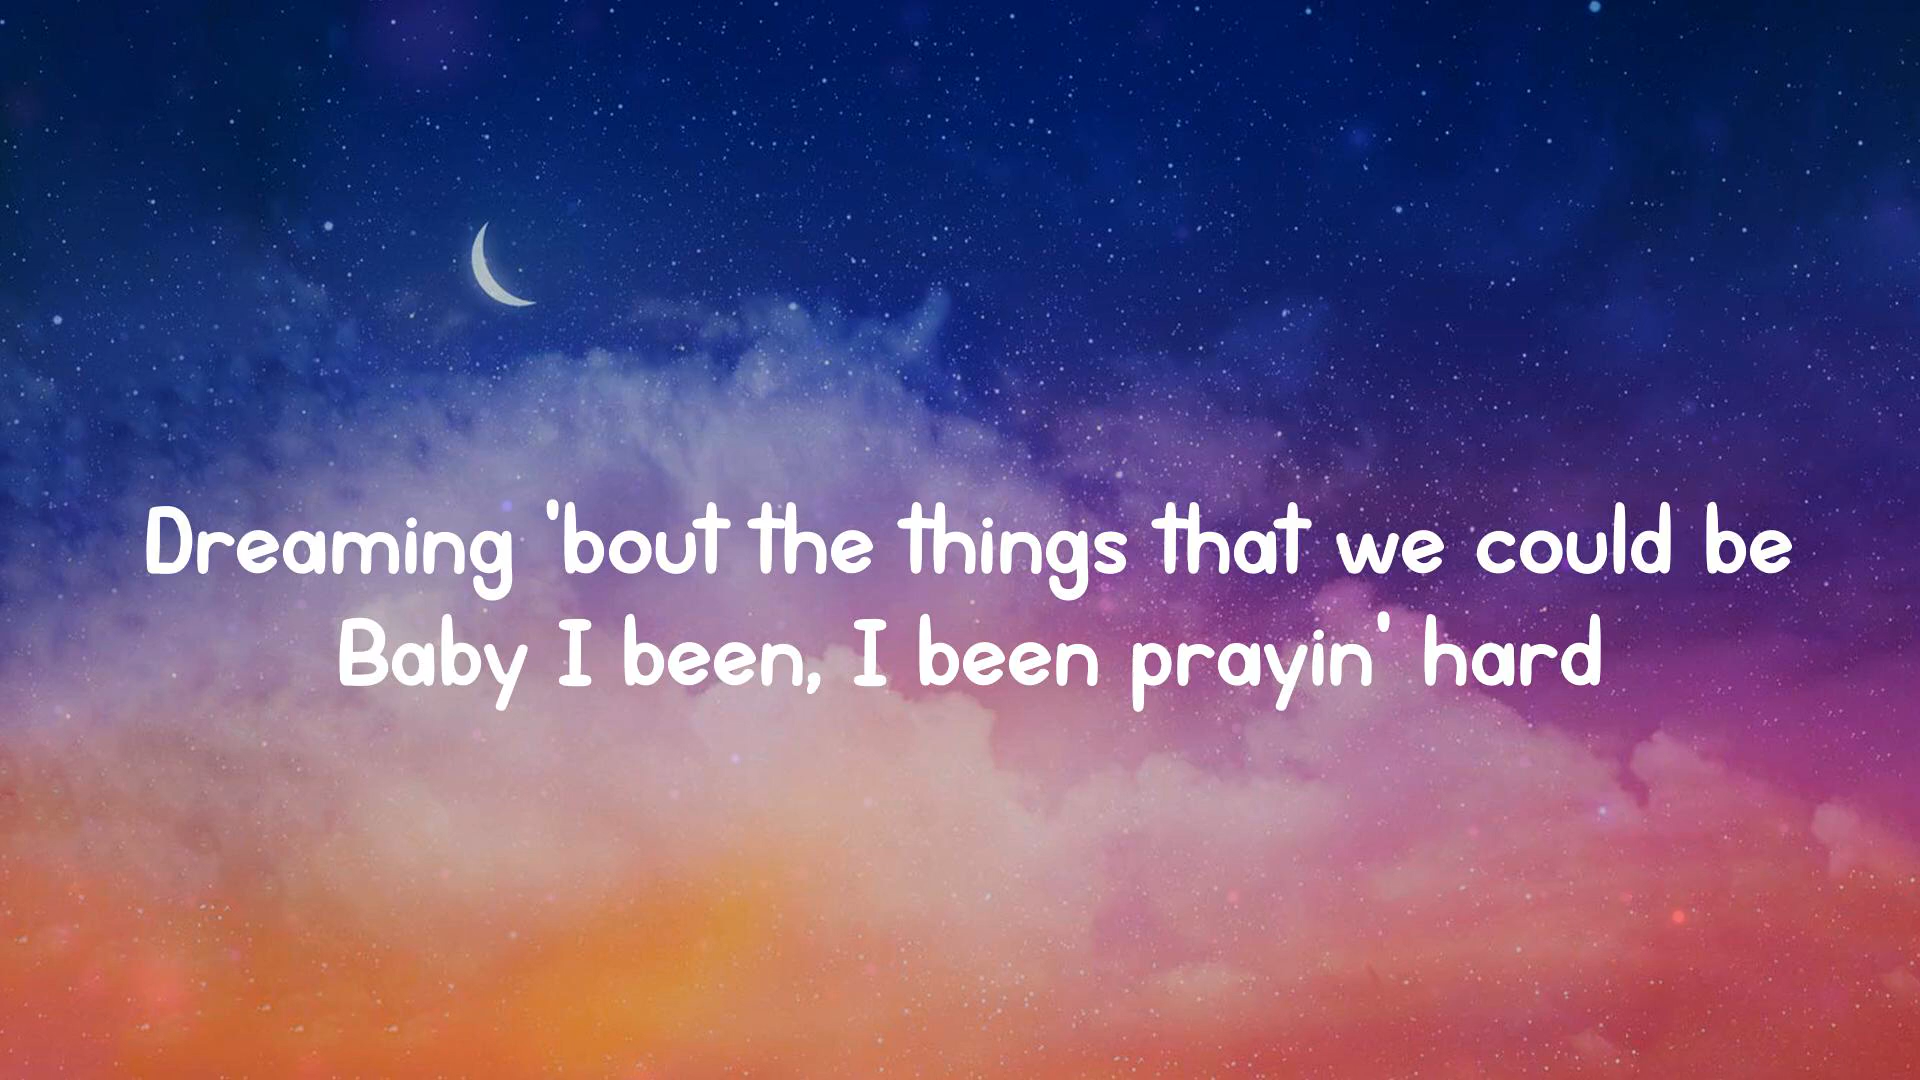 Dreaming 'bout the things that we could be
Baby I been, I been prayin' hard